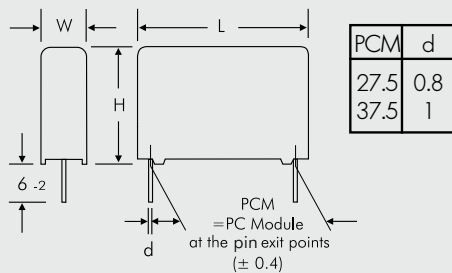 W
L
H
6 -2
d
PCM
=PC Module
at the pin exit points
(± 0.4)
PCM d
27.5 0.8
37.5 1